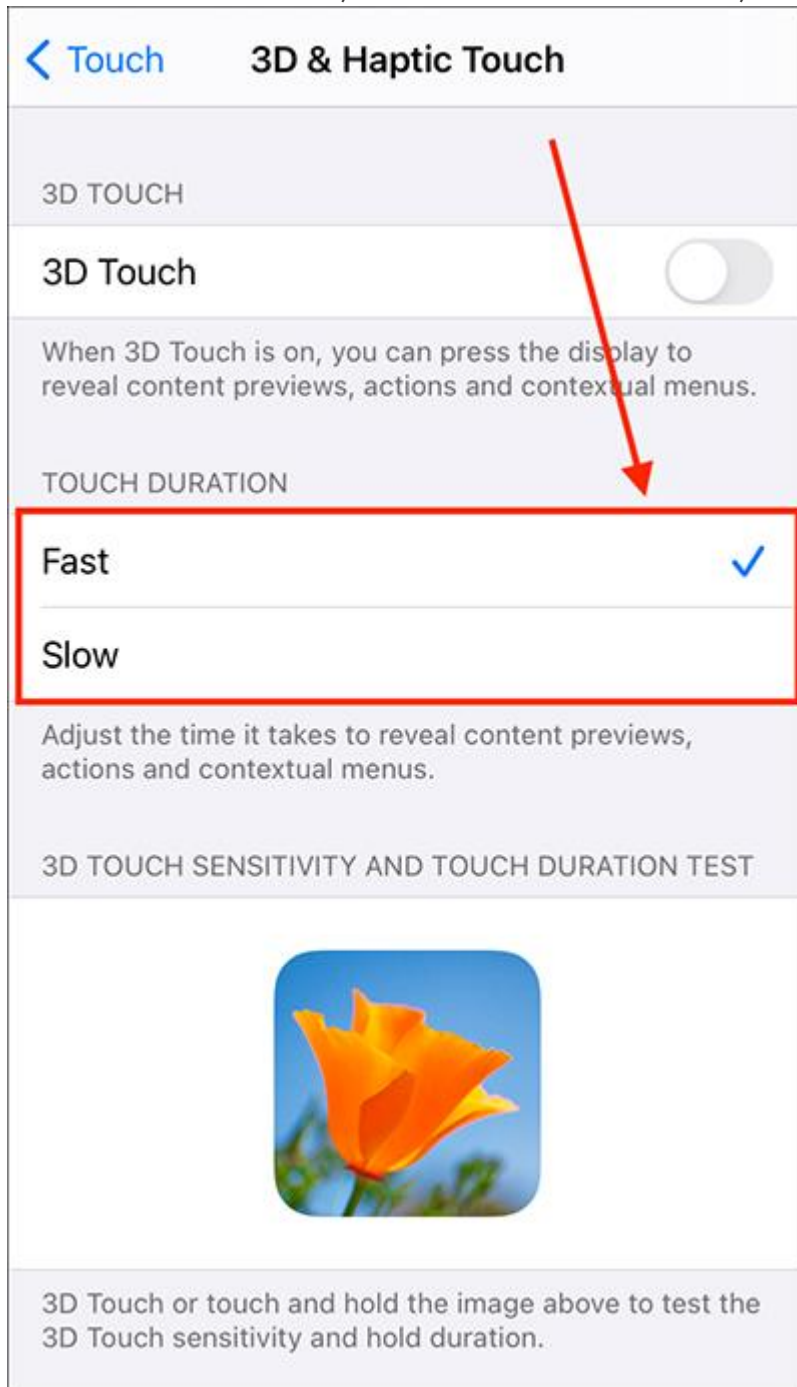 Touch
3D & Haptic Touch
3D TOUCH
3D Touch
When 3D Touch is on, you can press the display to
reveal content previews, actions and contextual menus.
TOUCH DURATION
Fast
Slow
Adjust the time it takes to reveal content previews,
actions and contextual menus.
3D TOUCH SENSITIVITY AND TOUCH DURATION TEST
3D Touch or touch and hold the image above to test the
3D Touch sensitivity and hold duration.